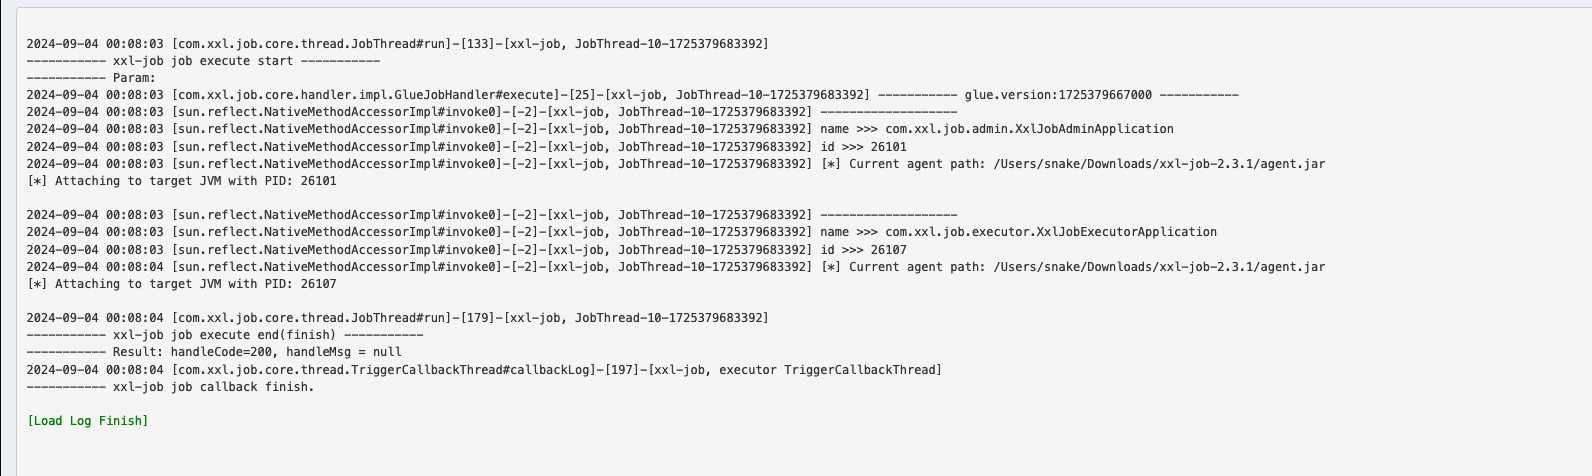 2024-09-04 00:08:03 [com.xxl.job.core.thread.JobThread#run]-[133]-[xxl-job, JobThread-10-1725379683392]
----------- xxl-job job execute start -----------
----------- Param:
2024-09-04 00:08:03 [com.xxl.job.core.handler.impl.GlueJobHandler#execute]-[25]-[xxl-job, JobThread-10-1725379683392] ----------- glue.version:1725379667000 -----------
2024-09-04 00:08:03 [sun.reflect.NativeMethodAccessorImpl#invoke0]-[-2]-[xxl-job, JobThread-10-1725379683392] -------------------
2024-09-04 00:08:03 [sun.reflect.NativeMethodAccessorImpl#invoke0]-[-2]-[xxl-job, JobThread-10-1725379683392] name >>> com.xxl.job.admin.XxlJobAdminApplication
2024-09-04 00:08:03 [sun.reflect.NativeMethodAccessorImpl#invoke0]-[-2]-[xxl-job, JobThread-10-1725379683392] id >>> 26101
2024-09-04 00:08:03 [sun.reflect.NativeMethodAccessorImpl#invoke0]-[-2]-[xxl-job, JobThread-10-1725379683392] [*] Current agent path: /Users/snake/Downloads/xxl-job-2.3.1/agent.jar
[*] Attaching to target JVM with PID: 26101
2024-09-04 00:08:03 [sun.reflect.NativeMethodAccessorImpl#invoke0]-[-2]-[xxl-job, JobThread-10-1725379683392] -------------------
2024-09-04 00:08:03 [sun.reflect.NativeMethodAccessorImpl#invoke0]-[-2]-[xxl-job, JobThread-10-1725379683392] name >>> com.xxl.job.executor.XxlJobExecutorApplication
2024-09-04 00:08:03 [sun.reflect.NativeMethodAccessorImpl#invoke0]-[-2]-[xxl-job, JobThread-10-1725379683392] id >>> 26107
2024-09-04 00:08:04 [sun.reflect.NativeMethodAccessorImpl#invoke0]-[-2]-[xxl-job, JobThread-10-1725379683392] [*] Current agent path: /Users/snake/Downloads/xxl-job-2.3.1/agent.jar
[*] Attaching to target JVM with PID: 26107
2024-09-04 00:08:04 [com.xxl.job.core.thread.JobThread#run]-[179]-[xxl-job, JobThread-10-1725379683392]
----------- xxl-job job execute end(finish) -----------
----------- Result: handleCode=200, handleMsg = null
2024-09-04 00:08:04 [com.xxl.job.core.thread.TriggerCallbackThread#callbackLog]-[197]-[xxl-job, executor TriggerCallbackThread]
----------- xxl-job job callback finish.
[Load Log Finish]